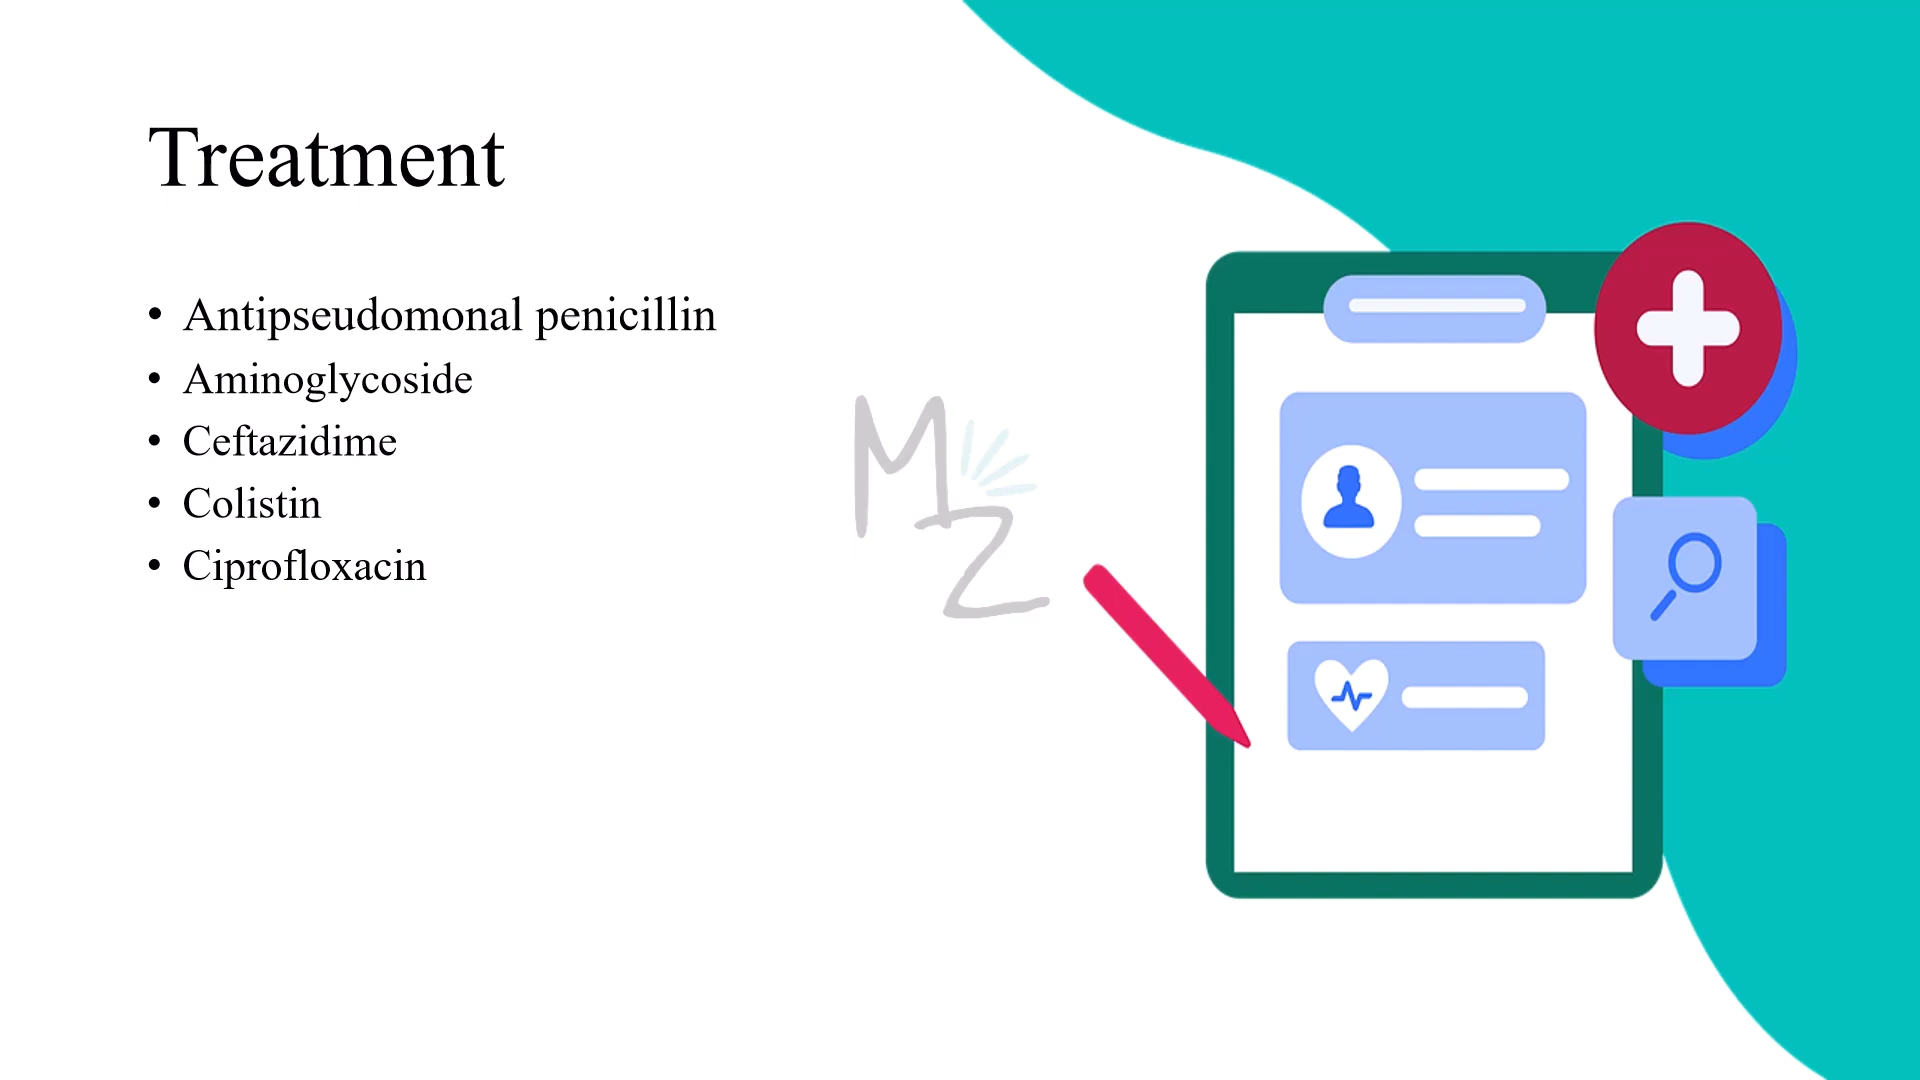 Treatment
• Antipseudomonal penicillin
• Aminoglycoside
• Ceftazidime
• Colistin
• Ciprofloxacin
MZ